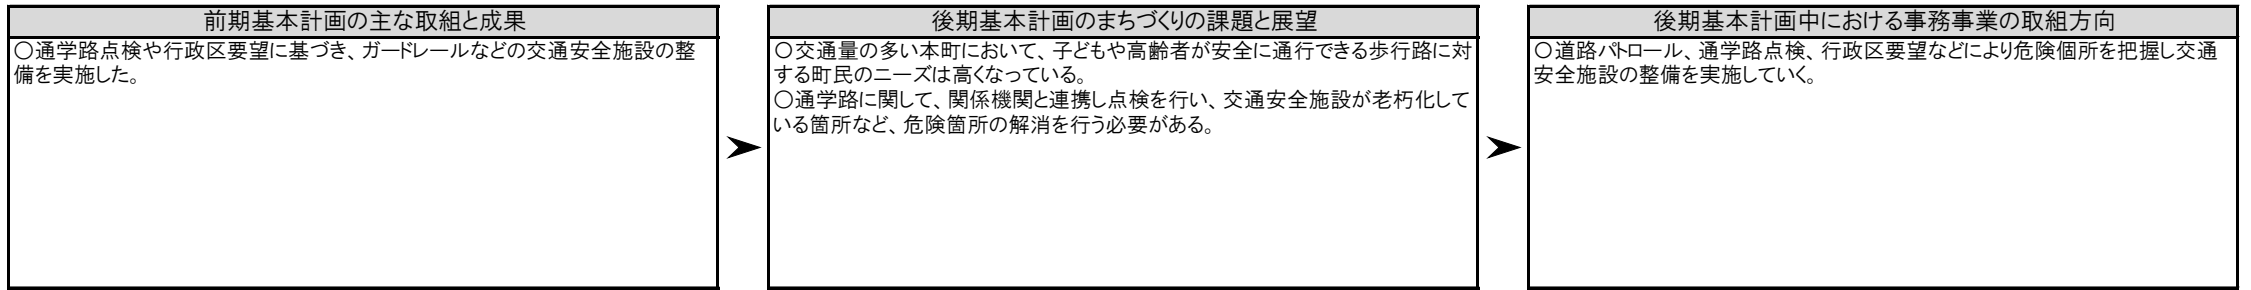 前期基本計画の主な取組と成果
〇通学路点検や行政区要望に基づき、ガードレールなどの交通安全施設の整
備を実施した。
後期基本計画のまちづくりの課題と展望
〇交通量の多い本町において、子どもや高齢者が安全に通行できる歩行路に対
する町民のニーズは高くなっている。
〇通学路に関して、関係機関と連携し点検を行い、交通安全施設が老朽化して
いる箇所など、危険箇所の解消を行う必要がある。
後期基本計画中における事務事業の取組方向
〇道路パトロール、通学路点検、行政区要望などにより危険個所を把握し交通
安全施設の整備を実施していく。